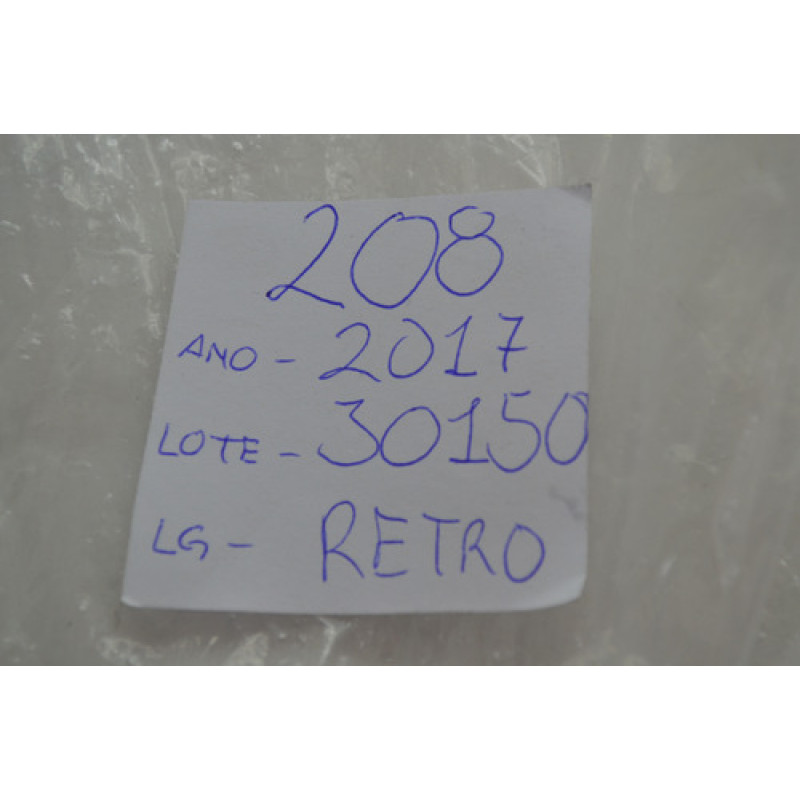 208
ANO - 2017
LOTE - 30150
LG - RETRO